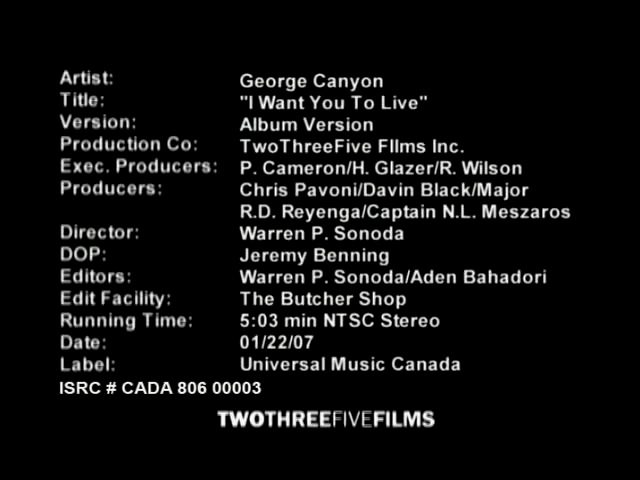 Artist: George Canyon
Title: "I Want You To Live"
Version: Album Version
Production Co: TwoThreeFive FIlms Inc.
Exec. Producers: P. Cameron/H. Glazer/R. Wilson
Producers: Chris Pavoni/Davin Black/Major
R.D. Reyenga/Captain N.L. Meszaros
Director: Warren P. Sonoda
DOP: Jeremy Benning
Editors: Warren P. Sonoda/Aden Bahadori
Edit Facility: The Butcher Shop
Running Time: 5:03 min NTSC Stereo
Date: 01/22/07
Label: Universal Music Canada
ISRC # CADA 806 00003
TWOTHREEFIVEFILMS